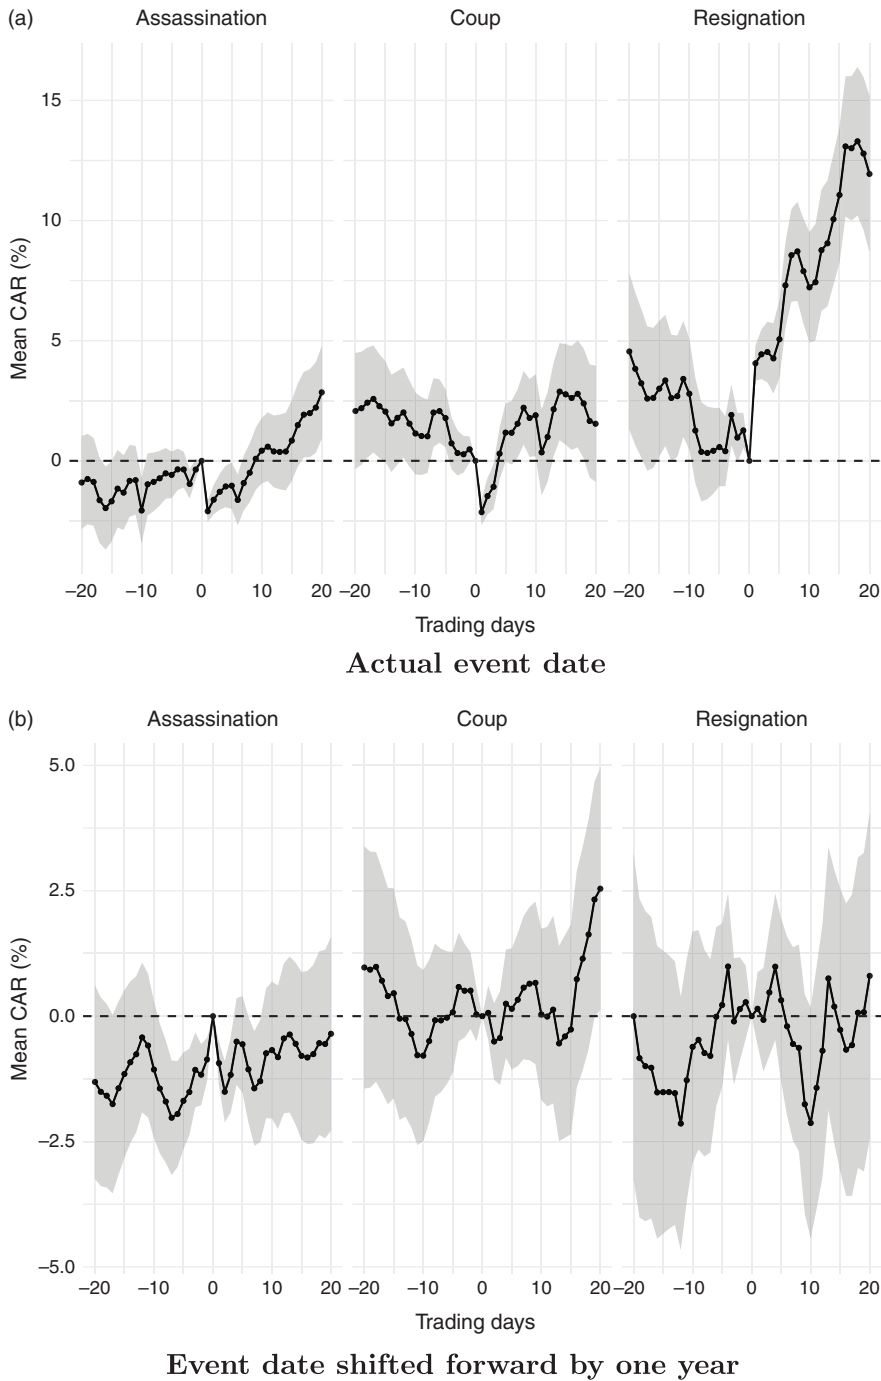 (a) Assassination Coup Resignation
15
10
5
0
Mean CAR (%)
–20 –10 0 10 20 –20 –10 0 10 20 –20 –10 0 10 20
Trading days
Actual event date
(b) Assassination Coup Resignation
5.0
2.5
0.0
–2.5
–5.0
Mean CAR (%)
–20 –10 0 10 20 –20 –10 0 10 20 –20 –10 0 10 20
Trading days
Event date shifted forward by one year